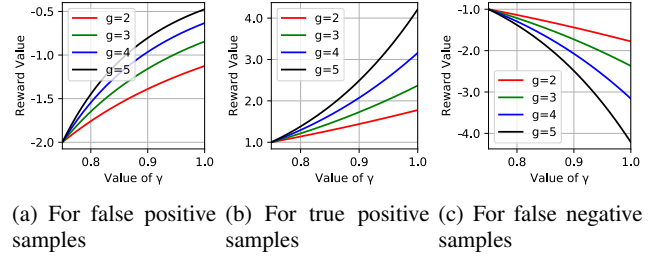 Reward Value
-0.5
-1.0
-1.5
-2.0
g=2
g=3
g=4
g=5
0.8 0.9 1.0
Value of γ
Reward Value
4.0
3.0
2.0
1.0
g=2
g=3
g=4
g=5
0.8 0.9 1.0
Value of γ
Reward Value
-1.0
-2.0
-3.0
-4.0
g=2
g=3
g=4
g=5
0.8 0.9 1.0
Value of γ
(a) For false positive
samples
(b) For true positive
samples
(c) For false negative
samples